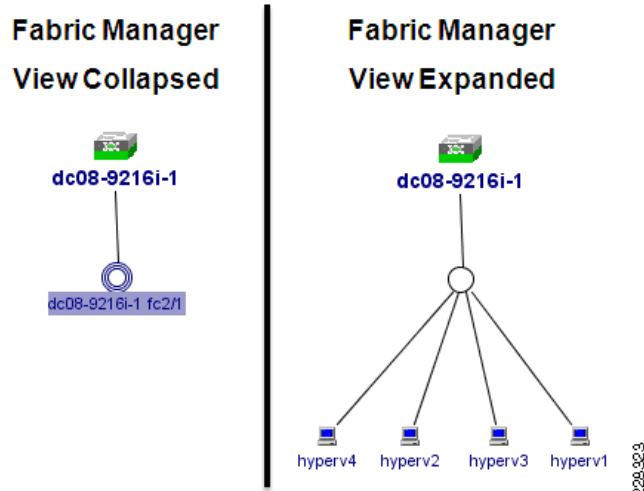 Fabric Manager
View Collapsed
dc08-9216i-1
dc08-9216i-1 fc2/1
Fabric Manager
View Expanded
dc08-9216i-1
hyperv4 hyperv2 hyperv3 hyperv1
228323